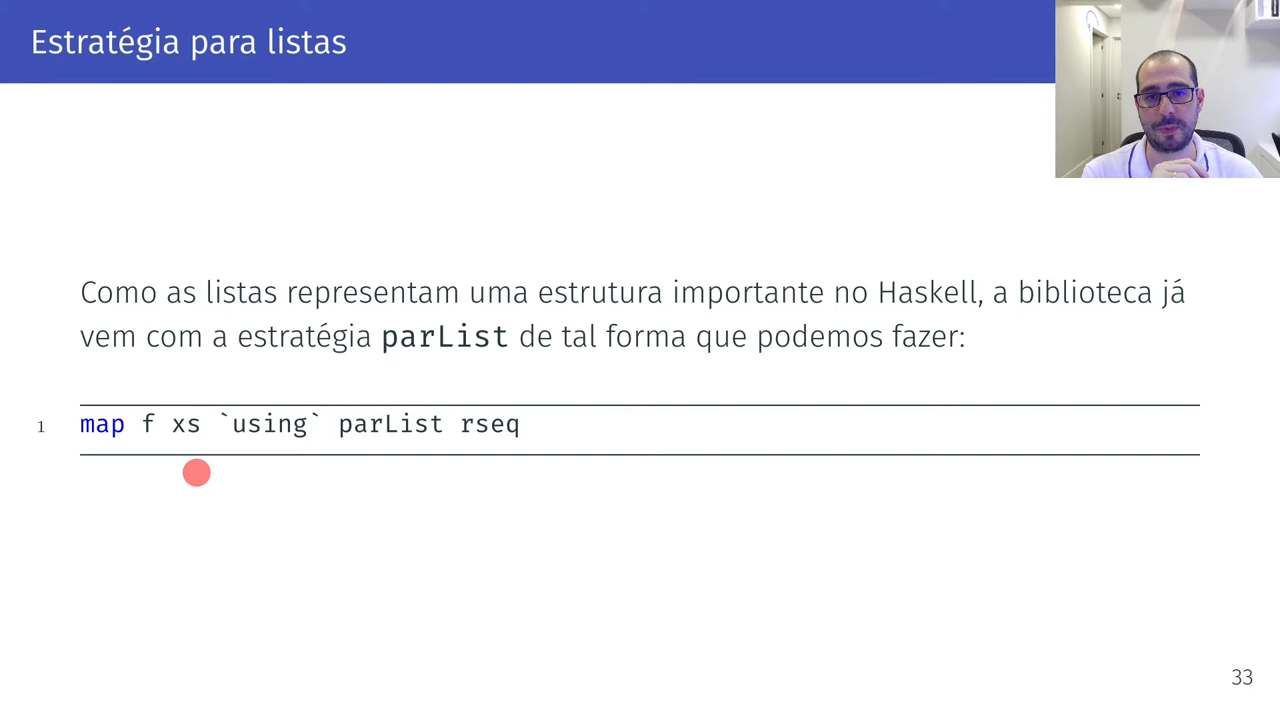 Estratégia para listas
Como as listas representam uma estrutura importante no Haskell, a biblioteca já
vem com a estratégia parList de tal forma que podemos fazer:
1 map f xs `using` parList rseq
33